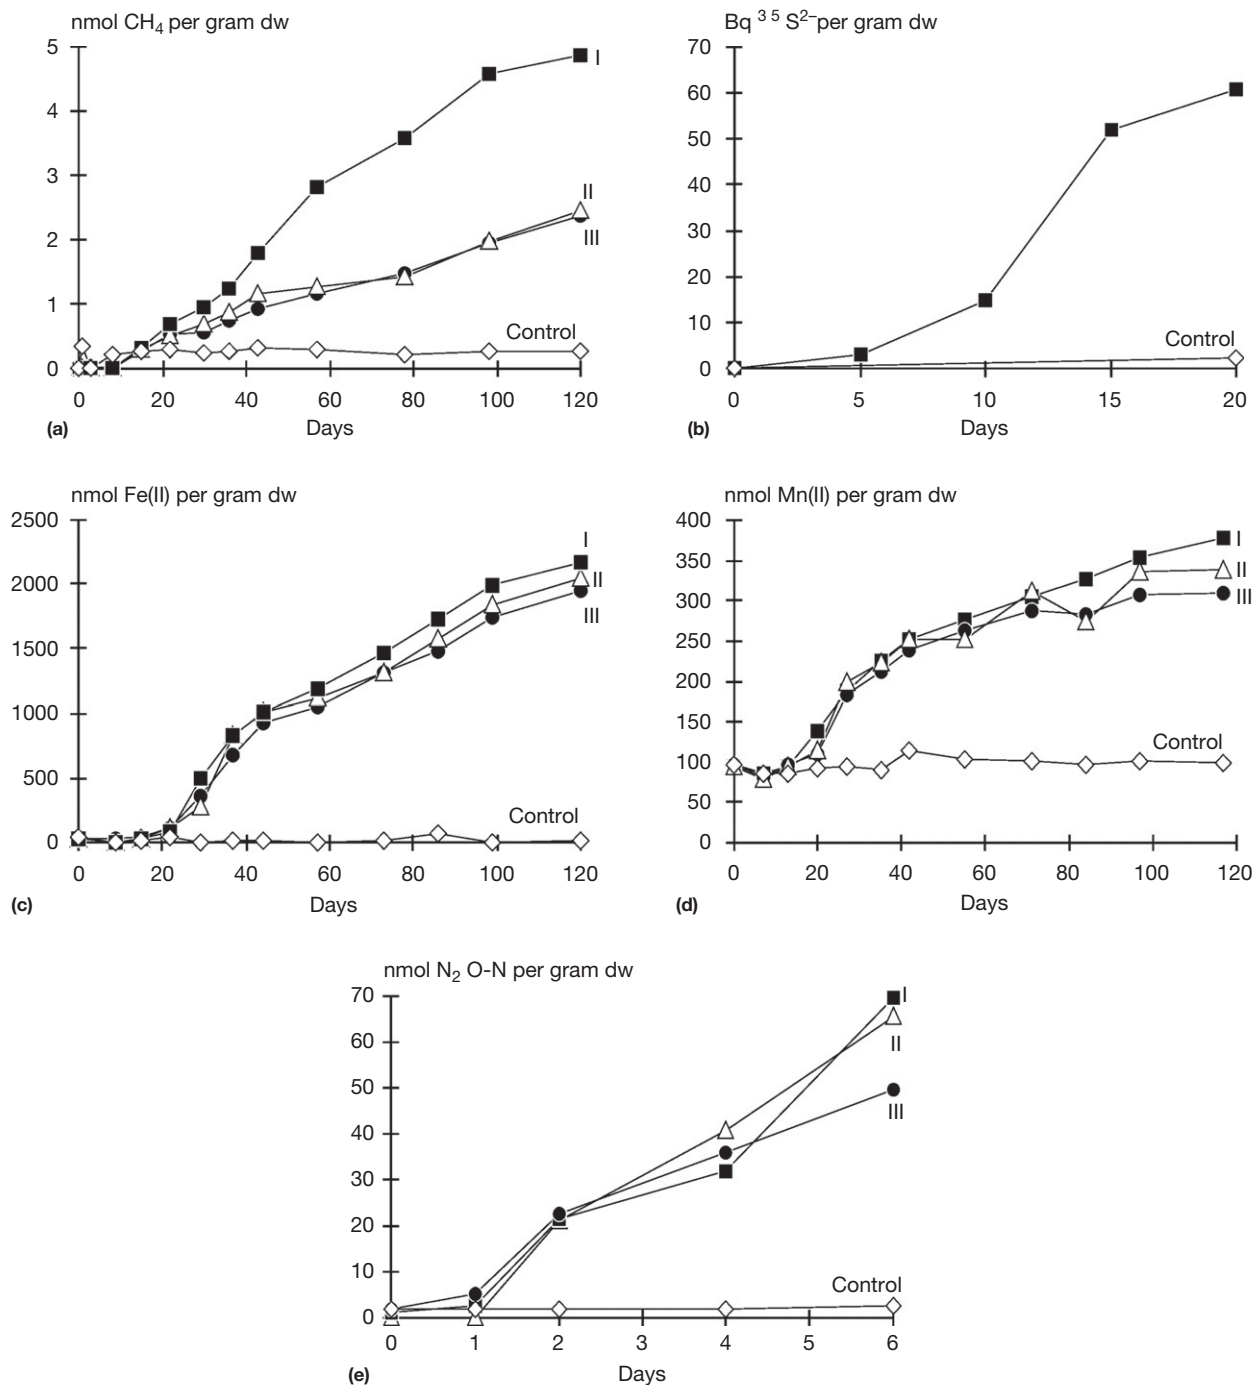 nmol CH₄ per gram dw
5
4
3
2
1
0
I
II
III
Control
0 20 40 60 80 100 120
(a) Days
Bq ³ ⁵ S²⁻per gram dw
70
60
50
40
30
20
10
0
Control
0 5 10 15 20
(b) Days
nmol Fe(II) per gram dw
2500
2000
1500
1000
500
0
I
II
III
Control
0 20 40 60 80 100 120
(c) Days
nmol Mn(II) per gram dw
400
350
300
250
200
150
100
50
0
I
II
III
Control
0 20 40 60 80 100 120
(d) Days
nmol N₂ O-N per gram dw
70
60
50
40
30
20
10
0
I
II
III
Control
0 1 2 3 4 5 6
(e) Days